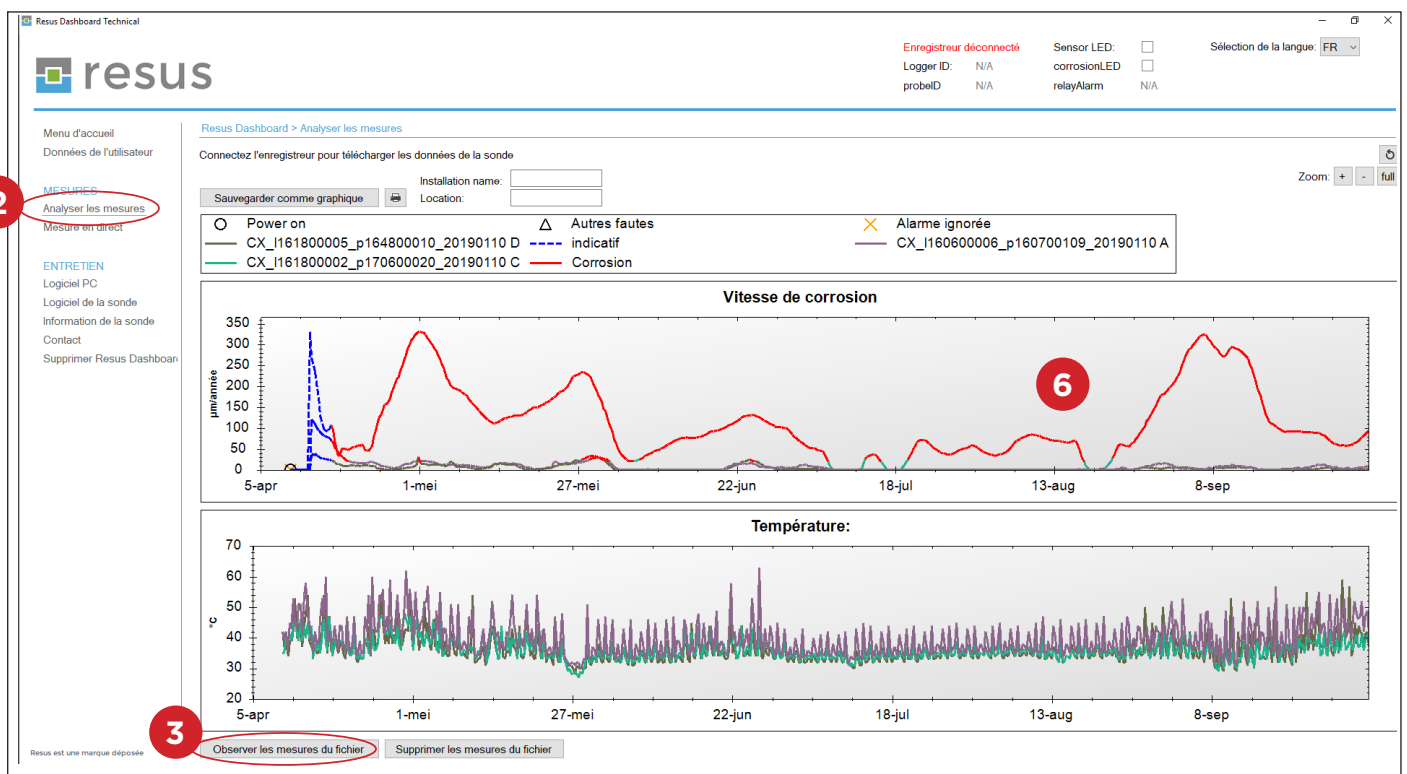 Resus Dashboard Technical
resus
Enregistreur déconnecté Sensor LED: Sélection de la langue: FR
Logger ID: N/A corrosionLED
probeID N/A relayAlarm N/A
Menu d'accueil
Données de l'utilisateur
MESURES
Analyser les mesures
Mesure en direct
ENTRETIEN
Logiciel PC
Logiciel de la sonde
Information de la sonde
Contact
Supprimer Resus Dashboar
2
Resus Dashboard > Analyser les mesures
Connectez l'enregistreur pour télécharger les données de la sonde
Zoom: + - full
Installation name:
Sauvegarder comme graphique Location:
Power on Autres fautes Alarme ignorée
CX_l161800005_p164800010_20190110 D indicatif CX_l160600006_p160700109_20190110 A
CX_l161800002_p170600020_20190110 C Corrosion
Vitesse de corrosion
µm/année
350
300
250
200
150
100
50
0
5-apr 1-mei 27-mei 22-jun 18-jul 13-aug 8-sep
6
Température:
°C
70
60
50
40
30
20
5-apr 1-mei 27-mei 22-jun 18-jul 13-aug 8-sep
3
Observer les mesures du fichier Supprimer les mesures du fichier
Resus est une marque déposée